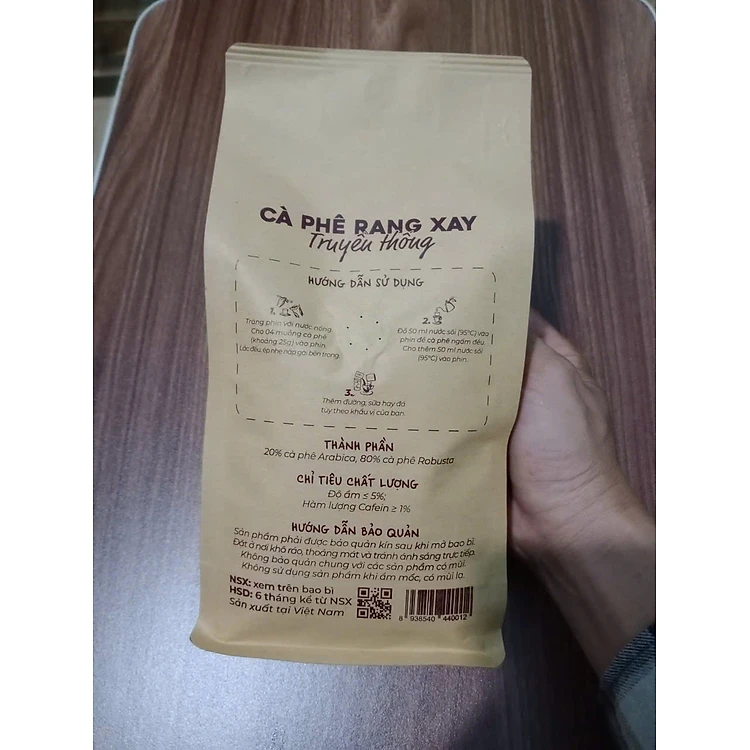 CÀ PHÊ RANG XAY
Truyền thống
HƯỚNG DẪN SỬ DỤNG
1.
Tráng phin với nước nóng.
Cho 04 muỗng cà phê
(khoảng 25g) vào phin.
Lắc đều, ép nhẹ nắp gài bên trong.
2.
Đổ 50 ml nước sôi (95°C) vào
phin để cà phê ngấm đều.
Cho thêm 50 ml nước sôi
(95°C) vào phin.
3.
Thêm đường, sữa hay đá
tùy theo khẩu vị của bạn.
THÀNH PHẦN
20% cà phê Arabica, 80% cà phê Robusta
CHỈ TIÊU CHẤT LƯỢNG
Độ ẩm ≤ 5%;
Hàm lượng Cafein ≥ 1%
HƯỚNG DẪN BẢO QUẢN
Sản phẩm phải được bảo quản kín sau khi mở bao bì.
Đặt ở nơi khô ráo, thoáng mát và tránh ánh sáng trực tiếp.
Không bảo quản chung với các sản phẩm có mùi.
Không sử dụng sản phẩm khi ẩm mốc, có mùi lạ.
NSX: xem trên bao bì
HSD: 6 tháng kể từ NSX
Sản xuất tại Việt Nam
8 938540 440012